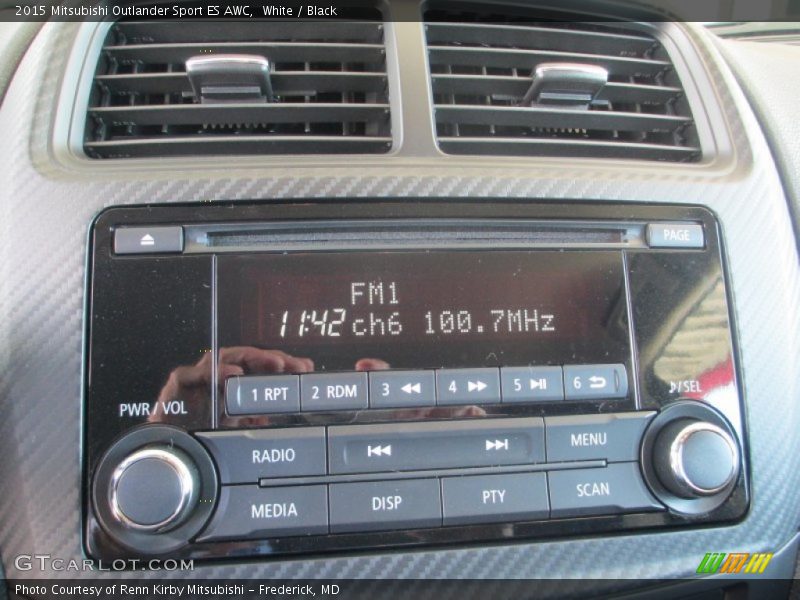 2015 Mitsubishi Outlander Sport ES AWC, White / Black
PAGE
FM1
11:42 ch6 100.7MHz
1 RPT 2 RDM 3 4 5 6
PWR / VOL
♪/SEL
RADIO
MENU
MEDIA DISP PTY SCAN
GTCARLOT.COM
Photo Courtesy of Renn Kirby Mitsubishi - Frederick, MD